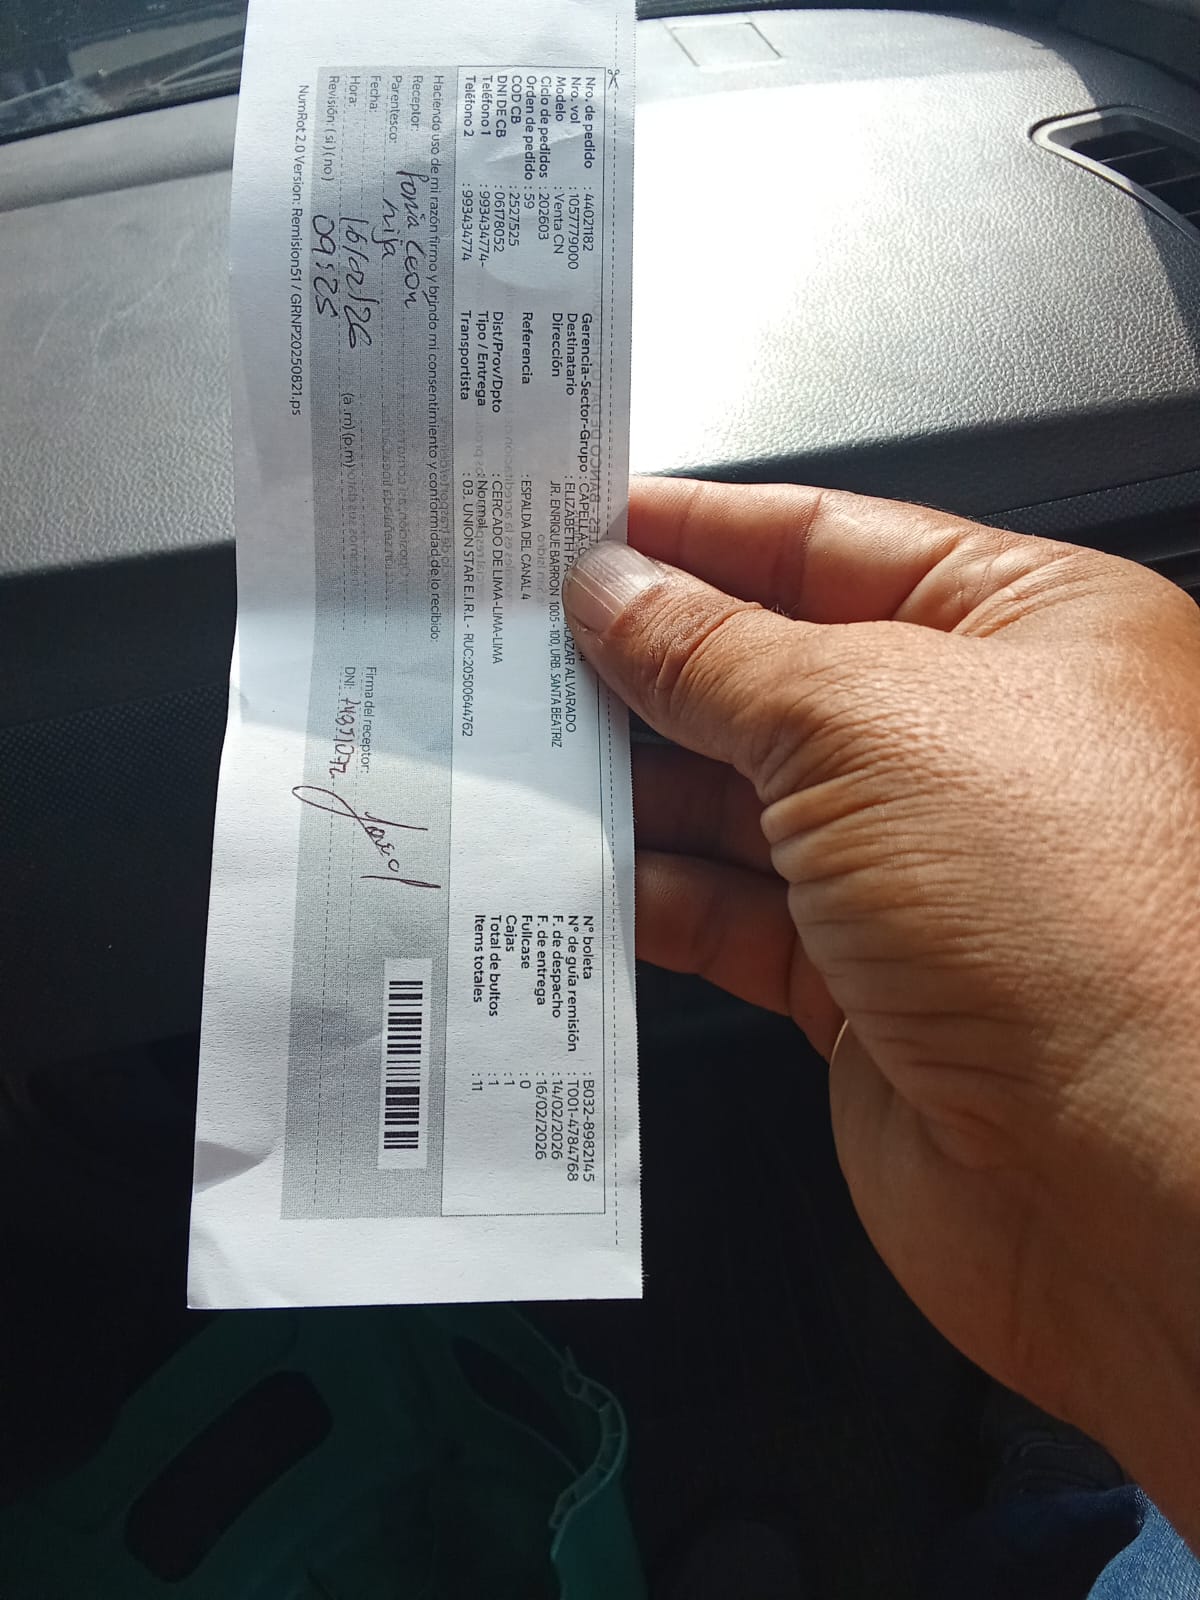 Nro. de pedido : 44021182
Nro. vol : 1057779000
Modelo : Venta CN
Ciclo de pedidos : 202603
Orden de pedido : 59
COD CB : 2527525
DNI DE CB : 06178052
Teléfono 1 : 993434774-
Teléfono 2 : 993434774
Gerencia-Sector-Grupo : CAPELLA-
Destinatario : ELIZABETH PA ALAZAR ALVARADO
Dirección JR. ENRIQUE BARRON 1005 - 100, URB. SANTA BEATRIZ
Referencia : ESPALDA DEL CANAL 4
Dist/Prov/Dpto : CERCADO DE LIMA-LIMA-LIMA
Tipo / Entrega : Normal
Transportista : 03. UNION STAR E.I.R.L - RUC:20500644762
N° boleta : B032-8982145
N° de guía remisión : T001-4784768
F. de despacho : 14/02/2026
F. de entrega : 16/02/2026
Fullcase : 0
Cajas : 1
Total de bultos : 1
Items totales : 11
Haciendo uso de mi razón firmo y brindo mi consentimiento y conformidad de lo recibido:
Receptor: Leon
Parentesco: hija
Fecha: 16/02/26
Hora: 09:25 (a.m) (p.m)
Revisión: ( si ) ( no )
Firma del receptor:
DNI:
NumRot 2.0 Version: Remision51 / GRNP20250821.ps